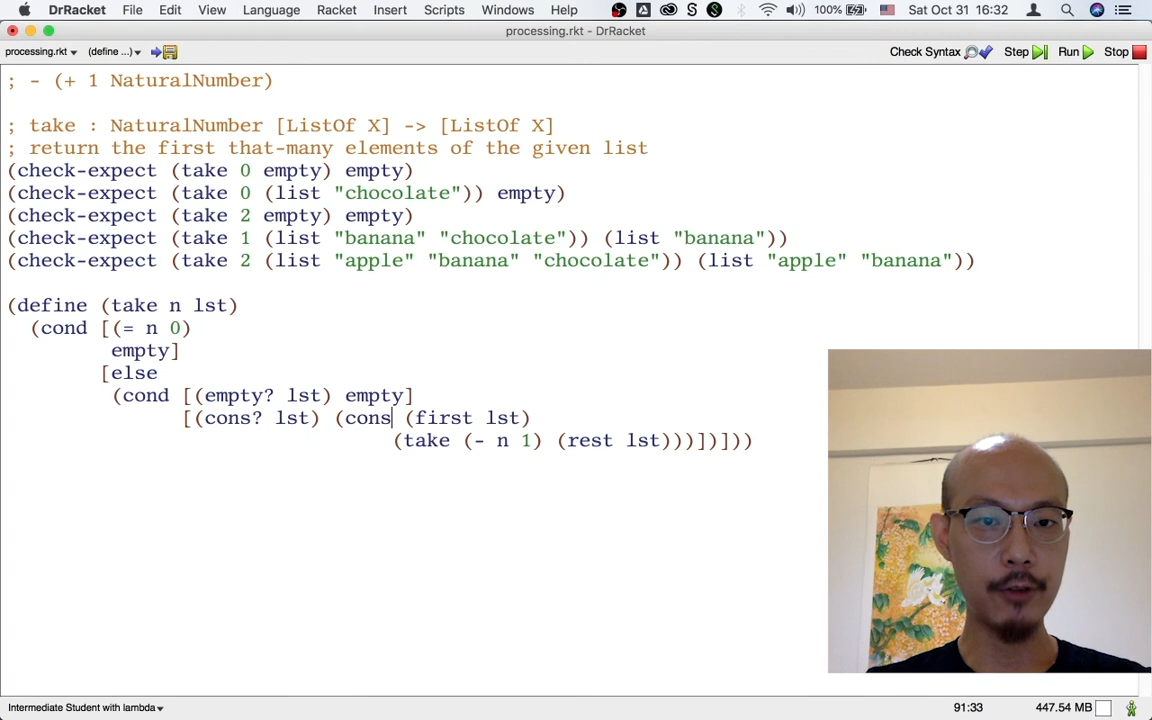 DrRacket File Edit View Language Racket Insert Scripts Windows Help 100% Sat Oct 31 16:32
processing.rkt - DrRacket
processing.rkt (define ...) Check Syntax Step Run Stop
; - (+ 1 NaturalNumber)
; take : NaturalNumber [ListOf X] -> [ListOf X]
; return the first that-many elements of the given list
(check-expect (take 0 empty) empty)
(check-expect (take 0 (list "chocolate")) empty)
(check-expect (take 2 empty) empty)
(check-expect (take 1 (list "banana" "chocolate")) (list "banana"))
(check-expect (take 2 (list "apple" "banana" "chocolate")) (list "apple" "banana"))
(define (take n lst)
(cond [(= n 0)
empty]
[else
(cond [(empty? lst) empty]
[(cons? lst) (cons (first lst)
(take (- n 1) (rest lst)))])]))
Intermediate Student with lambda 91:33 447.54 MB